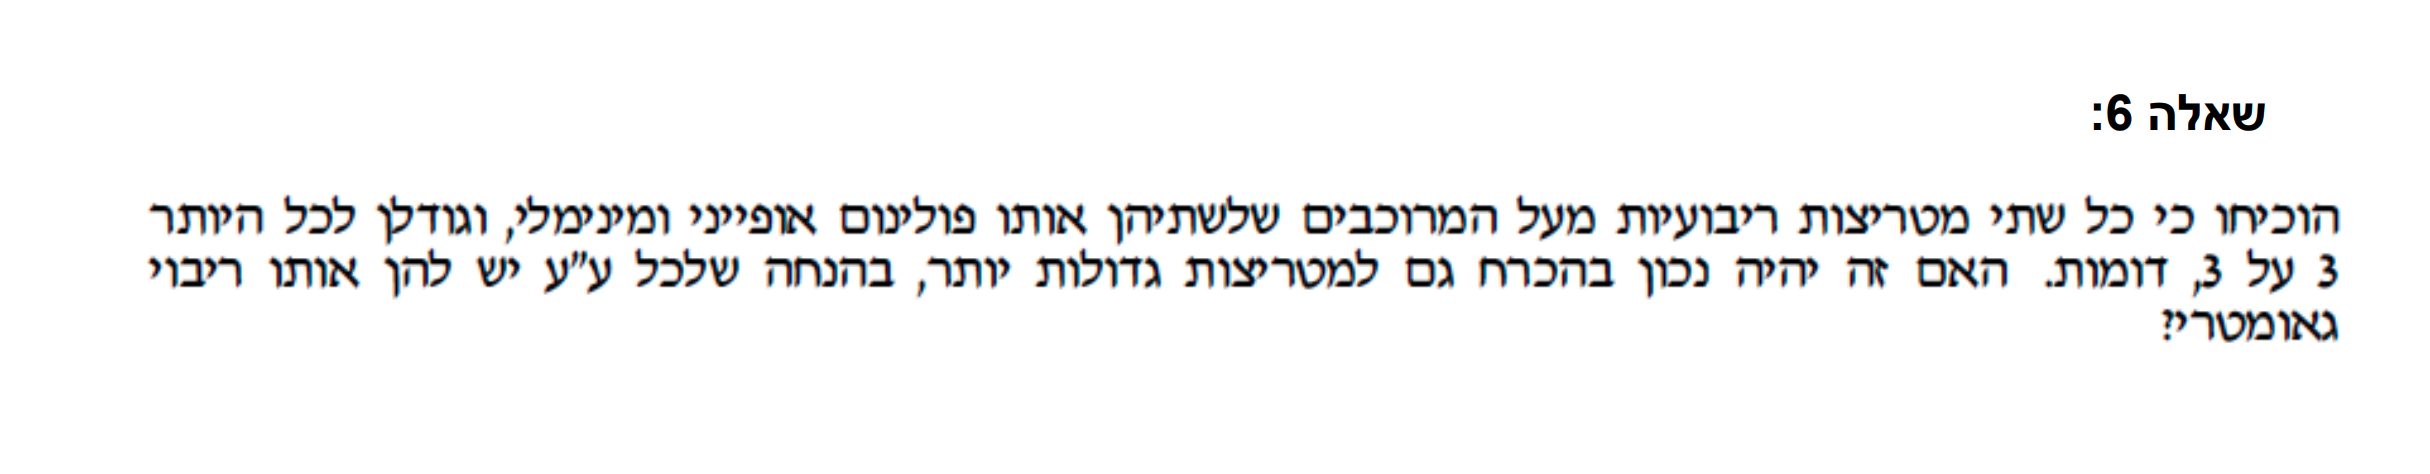 שאלה 6:
הוכיחו כי כל שתי מטריצות ריבועיות מעל המרוכבים שלשתיהן אותו פולינום אופייני ומינימלי, וגודלן לכל היותר
3 על 3, דומות. האם זה יהיה נכון בהכרח גם למטריצות גדולות יותר, בהנחה שלכל ע"ע יש להן אותו ריבוי
גאומטרי?